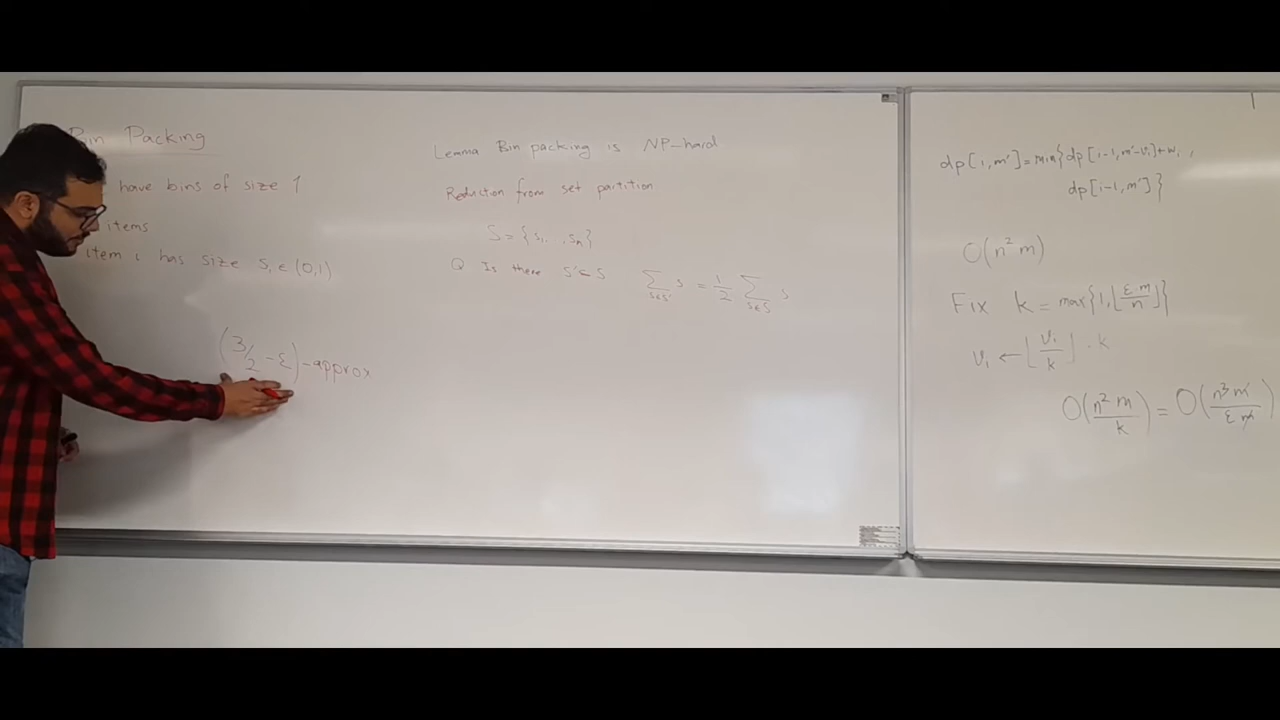 Bin Packing
have bins of size 1
items
item i has size Si ∈ (0,1)
(3/2 - ε)-approx
Lemma Bin packing is NP-hard
Reduction from set partition
S = {s1, ..., sn}
Q Is there S' ⊆ S ∑s∈S' s = 1/2 ∑s∈S s
dp[i,m'] = min{dp[i-1,m'-vi]+wi,
dp[i-1,m']}
O(n²m)
Fix k = max{1,⌊ε·m/n⌋}
vi ← ⌊vi/k⌋ · k
O(n²m/k) = O(n³m/εm)